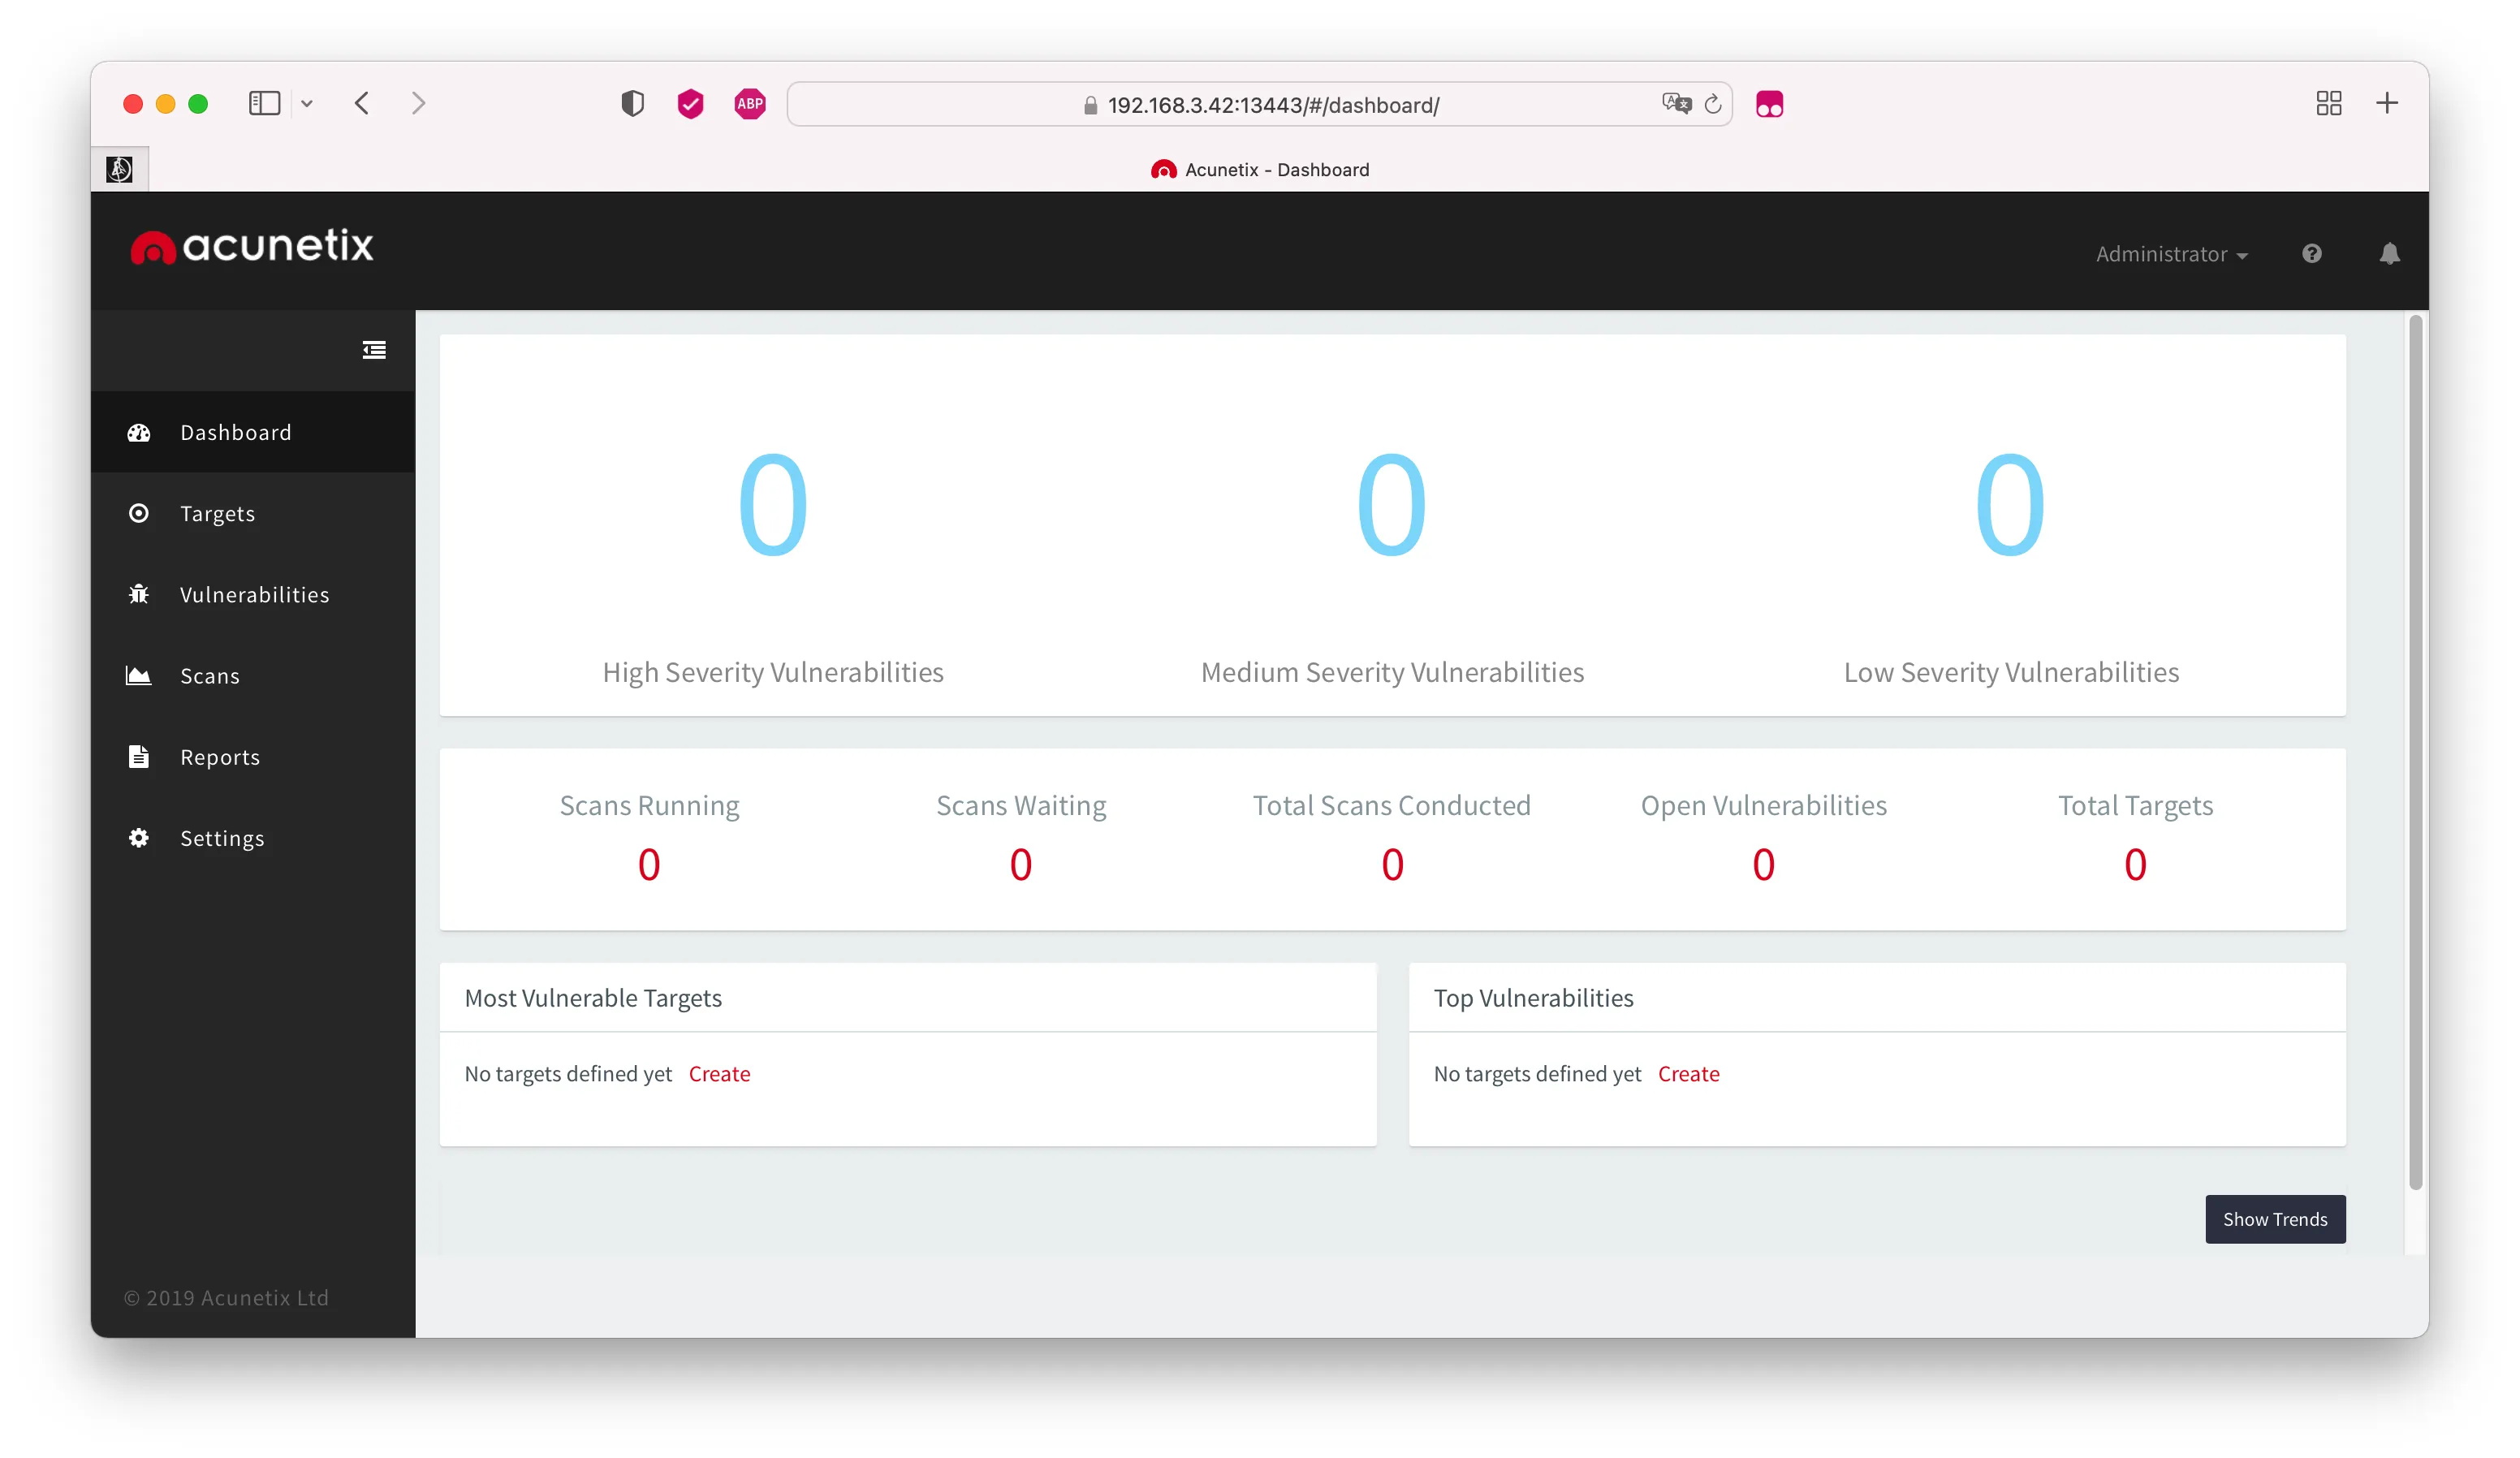 ABP
192.168.3.42:13443/#/dashboard/
Acunetix - Dashboard
acunetix
Administrator
Dashboard
Targets
Vulnerabilities
Scans
Reports
Settings
© 2019 Acunetix Ltd
0 0 0
High Severity Vulnerabilities Medium Severity Vulnerabilities Low Severity Vulnerabilities
Scans Running Scans Waiting Total Scans Conducted Open Vulnerabilities Total Targets
0 0 0 0 0
Most Vulnerable Targets
No targets defined yet Create
Top Vulnerabilities
No targets defined yet Create
Show Trends